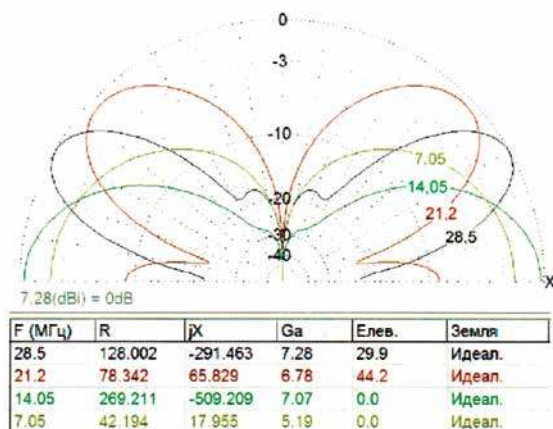 0
-3
-10
7.05
14,05
-20
21.2
-30
28.5
-40
X
7.28(dBi) = 0dB
F (МГц) R jX Ga Елев. Земля
28.5 128.002 -291.463 7.28 29.9 Идеал.
21.2 78.342 65.829 6.78 44.2 Идеал.
14.05 269.211 -509.209 7.07 0.0 Идеал.
7.05 42.194 17.955 5.19 0.0 Идеал.